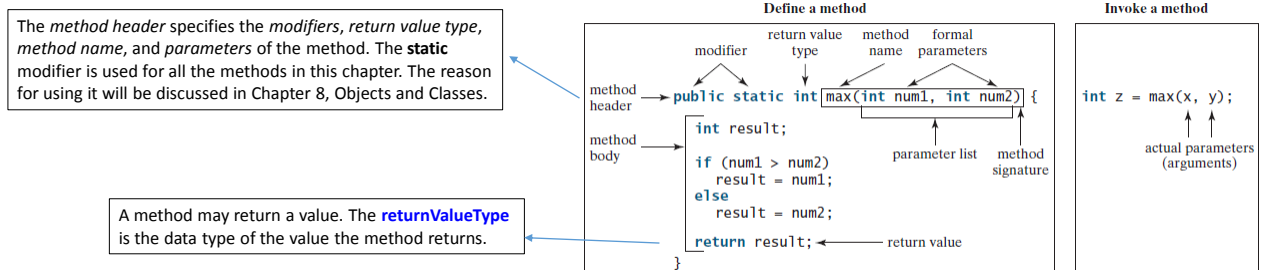 The method header specifies the modifiers, return value type,
method name, and parameters of the method. The static
modifier is used for all the methods in this chapter. The reason
for using it will be discussed in Chapter 8, Objects and Classes.
A method may return a value. The returnValueType
is the data type of the value the method returns.
Define a method
modifier
return value
type
method
name
formal
parameters
method
header
public static int max(int num1, int num2) {
method
body
int result;
parameter list
method
signature
if (num1 > num2)
result = num1;
else
result = num2;
return result;
return value
}
Invoke a method
int z = max(x, y);
actual parameters
(arguments)